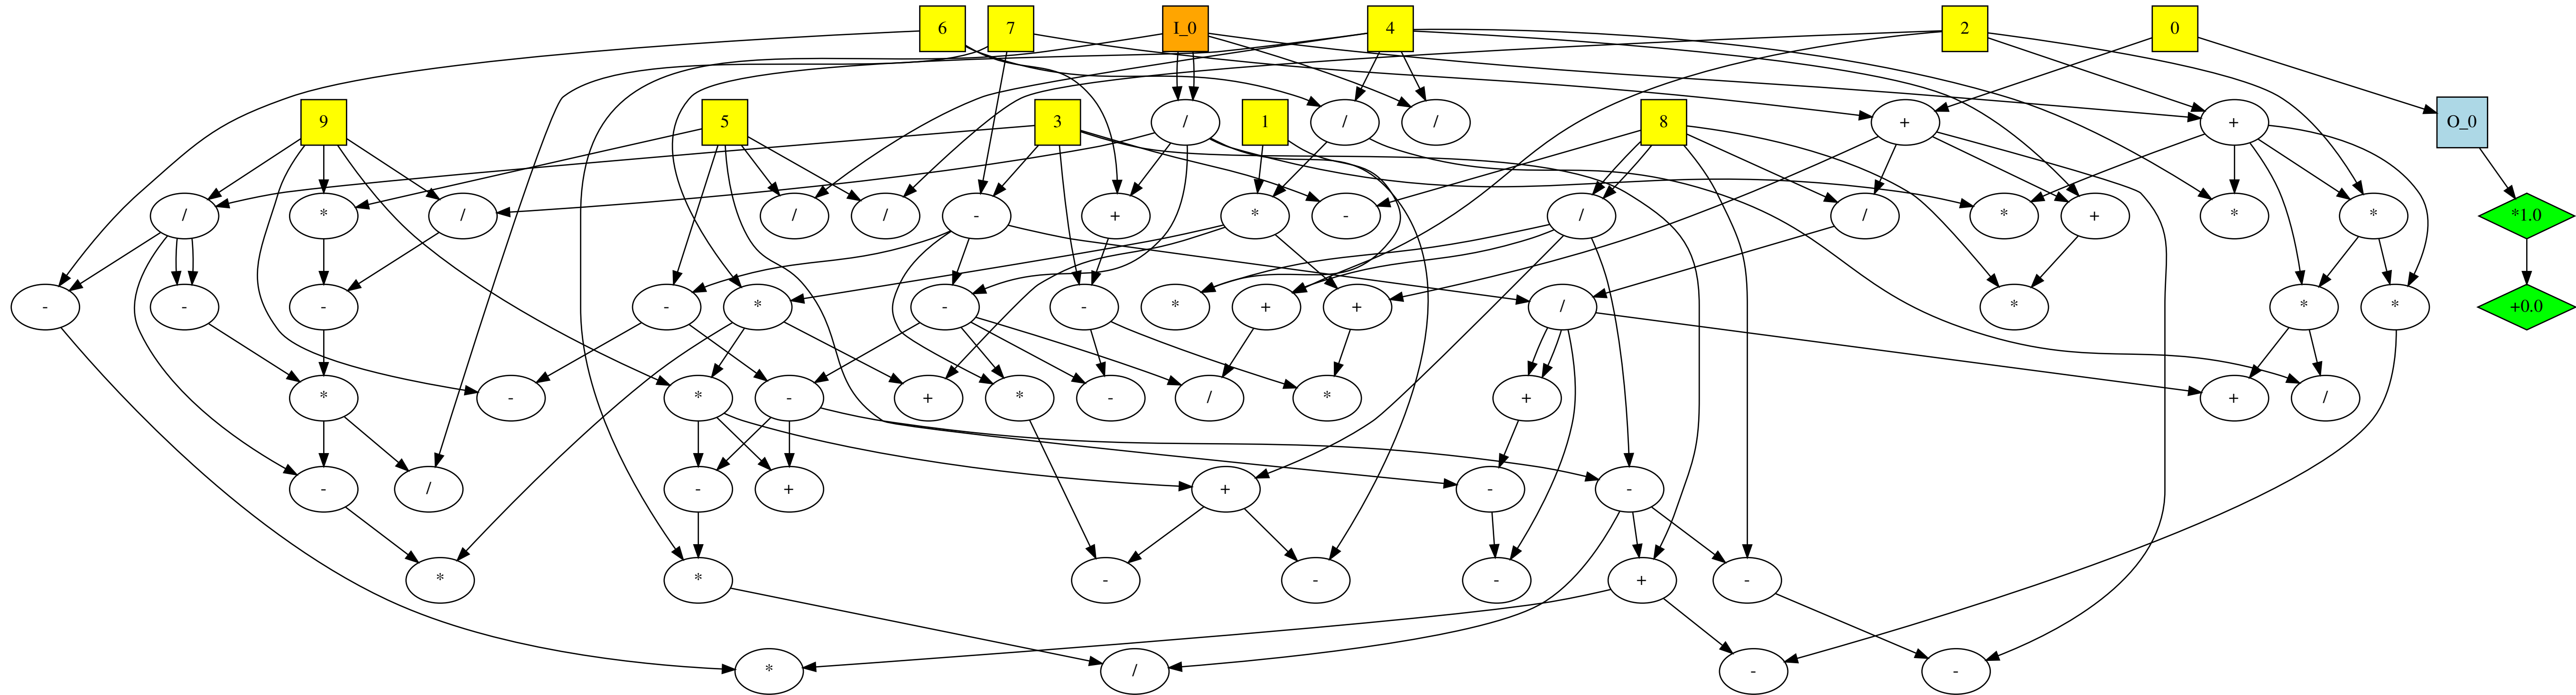 6 7 I_0 4 2 0
9 5 3 1 8 / / / + + O_0
/ * / / / - + * - / / * + * * *1.0
- - - - * - - * + + / * * * +0.0
* - * - + * - / * + + /
- / - + + - -
* * - - - + -
* / - -